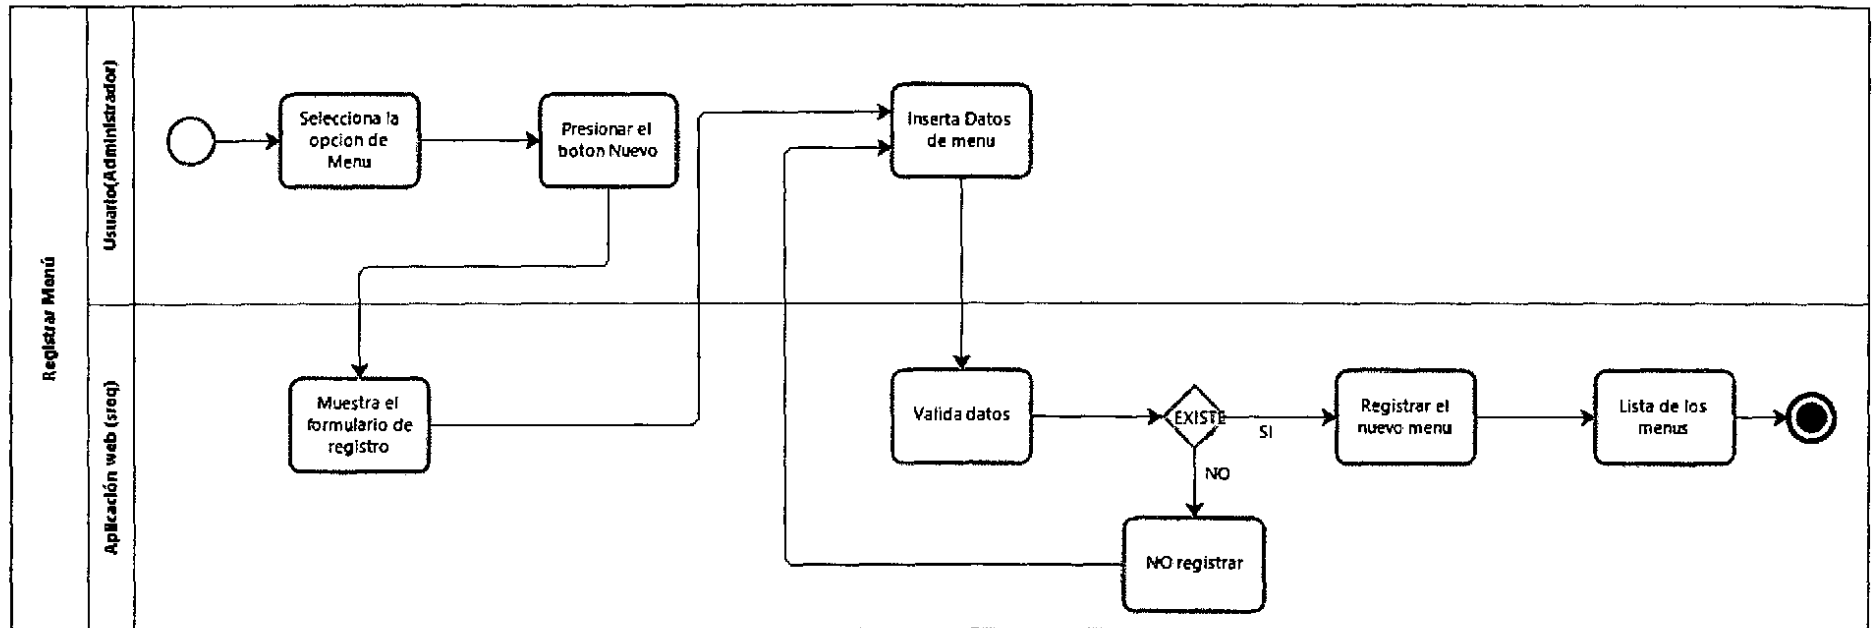 Registrar Menú
Usuario(Administrador)
Selecciona la
opcion de
Menu
Presionar el
boton Nuevo
Inserta Datos
de menu
Aplicación web (sreq)
Muestra el
formulario de
registro
Valida datos
EXISTE
SI
NO
Registrar el
nuevo menu
Lista de los
menus
NO registrar